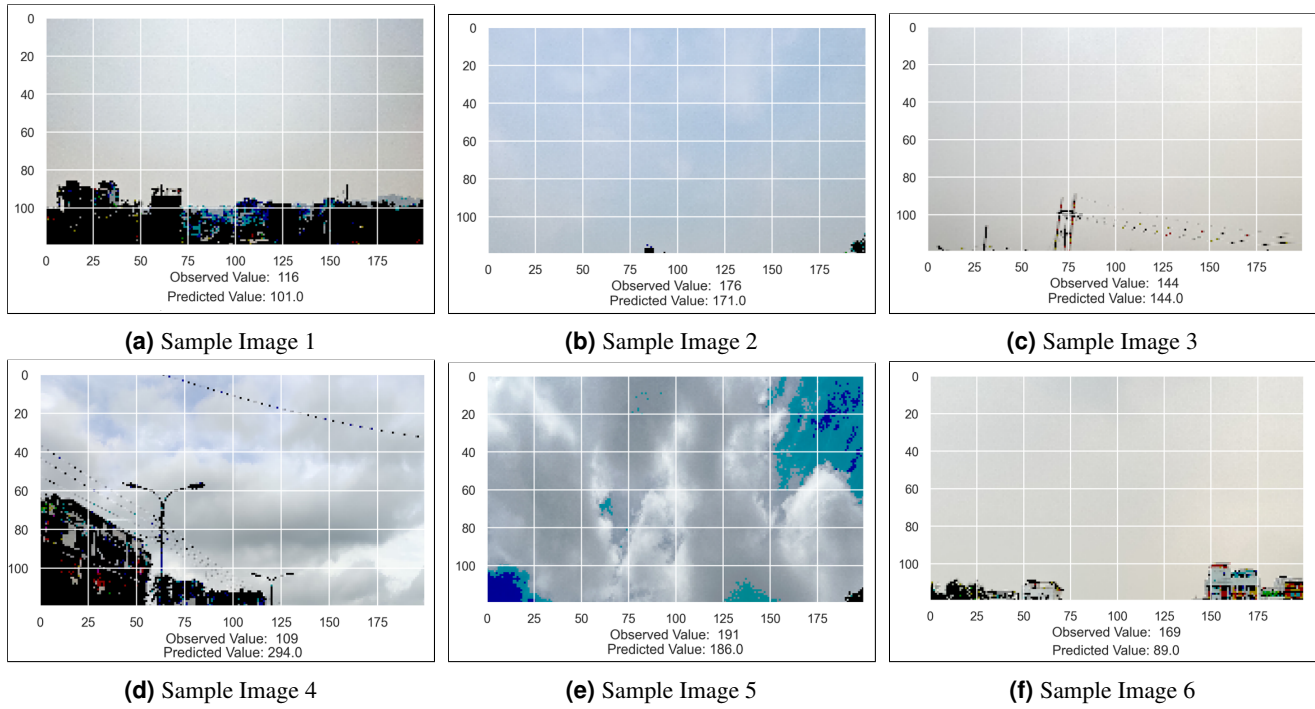 0
20
40
60
80
100
0 25 50 75 100 125 150 175
Observed Value: 116
Predicted Value: 101.0
(a) Sample Image 1
0
20
40
60
80
100
0 25 50 75 100 125 150 175
Observed Value: 176
Predicted Value: 171.0
(b) Sample Image 2
0
20
40
60
80
100
0 25 50 75 100 125 150 175
Observed Value: 144
Predicted Value: 144.0
(c) Sample Image 3
0
20
40
60
80
100
0 25 50 75 100 125 150 175
Observed Value: 109
Predicted Value: 294.0
(d) Sample Image 4
0
20
40
60
80
100
0 25 50 75 100 125 150 175
Observed Value: 191
Predicted Value: 186.0
(e) Sample Image 5
0
20
40
60
80
100
0 25 50 75 100 125 150 175
Observed Value: 169
Predicted Value: 89.0
(f) Sample Image 6